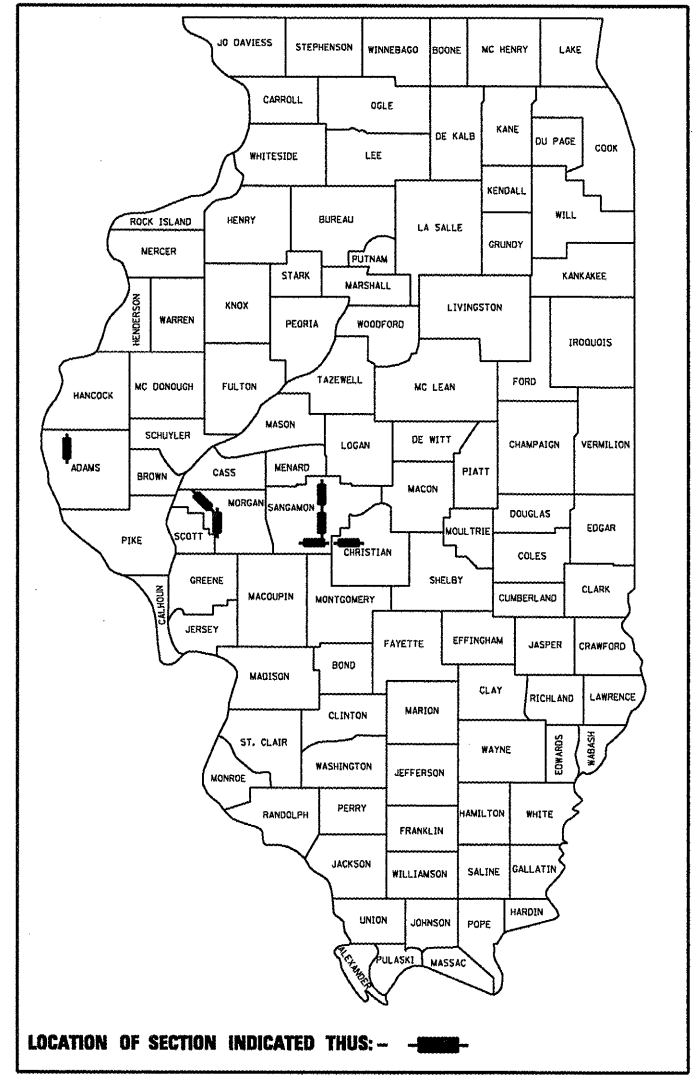 JO DAVIESS
STEPHENSON
WINNEBAGO
BOONE
MC HENRY
LAKE
CARROLL
OGLE
DE KALB
KANE
DU PAGE
COOK
WHITESIDE
LEE
KENDALL
ROCK ISLAND
HENRY
BUREAU
LA SALLE
WILL
GRUNDY
MERCER
PUTNAM
STARK
MARSHALL
KANKAKEE
HENDERSON
WARREN
KNOX
PEORIA
WOODFORD
LIVINGSTON
IROQUOIS
HANCOCK
MC DONOUGH
FULTON
TAZEWELL
MC LEAN
FORD
MASON
SCHUYLER
LOGAN
DE WITT
CHAMPAIGN
VERMILION
ADAMS
BROWN
CASS
MENARD
PIATT
MACON
MORGAN
SANGAMON
DOUGLAS
EDGAR
PIKE
SCOTT
CHRISTIAN
MOULTRIE
COLES
GREENE
MACOUPIN
MONTGOMERY
SHELBY
CUMBERLAND
CLARK
CALHOUN
JERSEY
FAYETTE
EFFINGHAM
JASPER
CRAWFORD
MADISON
BOND
CLAY
RICHLAND
LAWRENCE
CLINTON
MARION
ST. CLAIR
WAYNE
EDWARDS
WABASH
MONROE
WASHINGTON
JEFFERSON
RANDOLPH
PERRY
HAMILTON
WHITE
FRANKLIN
JACKSON
WILLIAMSON
SALINE
GALLATIN
UNION
JOHNSON
POPE
HARDIN
ALEXANDER
PULASKI
MASSAC
LOCATION OF SECTION INDICATED THUS: -